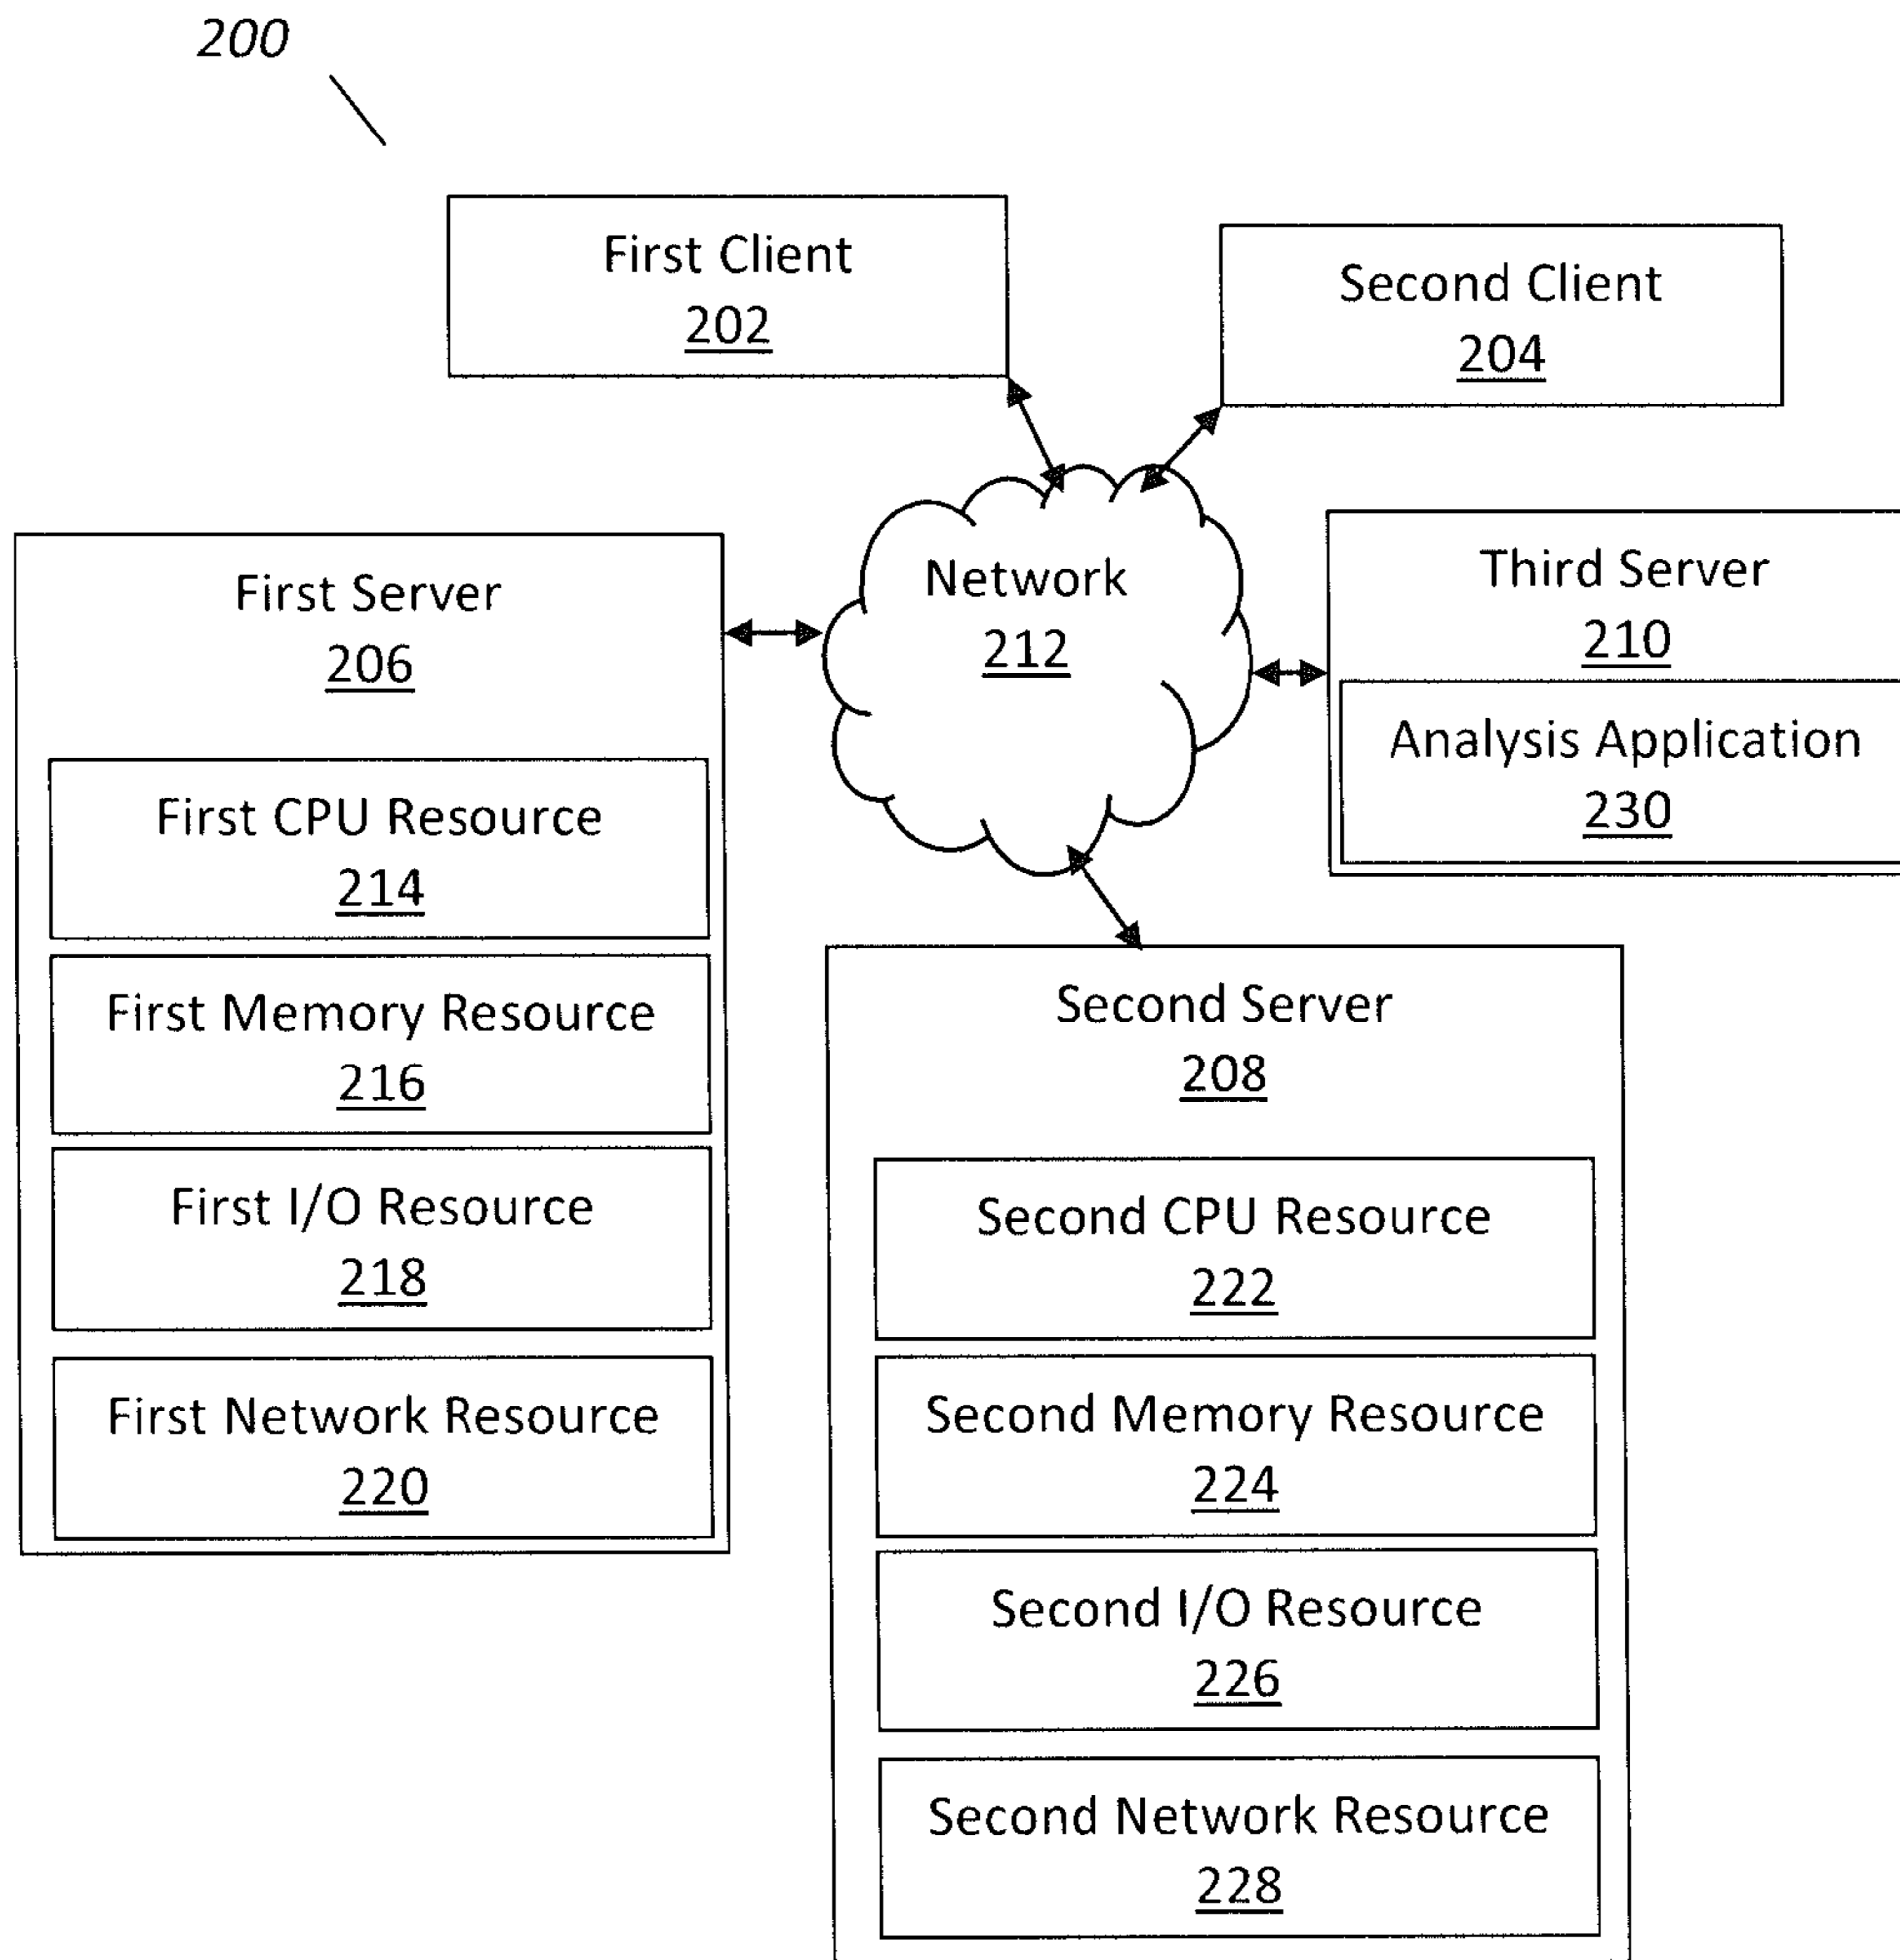 200
First Client
202
Second Client
204
Network
212
First Server
206
First CPU Resource
214
First Memory Resource
216
First I/O Resource
218
First Network Resource
220
Third Server
210
Analysis Application
230
Second Server
208
Second CPU Resource
222
Second Memory Resource
224
Second I/O Resource
226
Second Network Resource
228